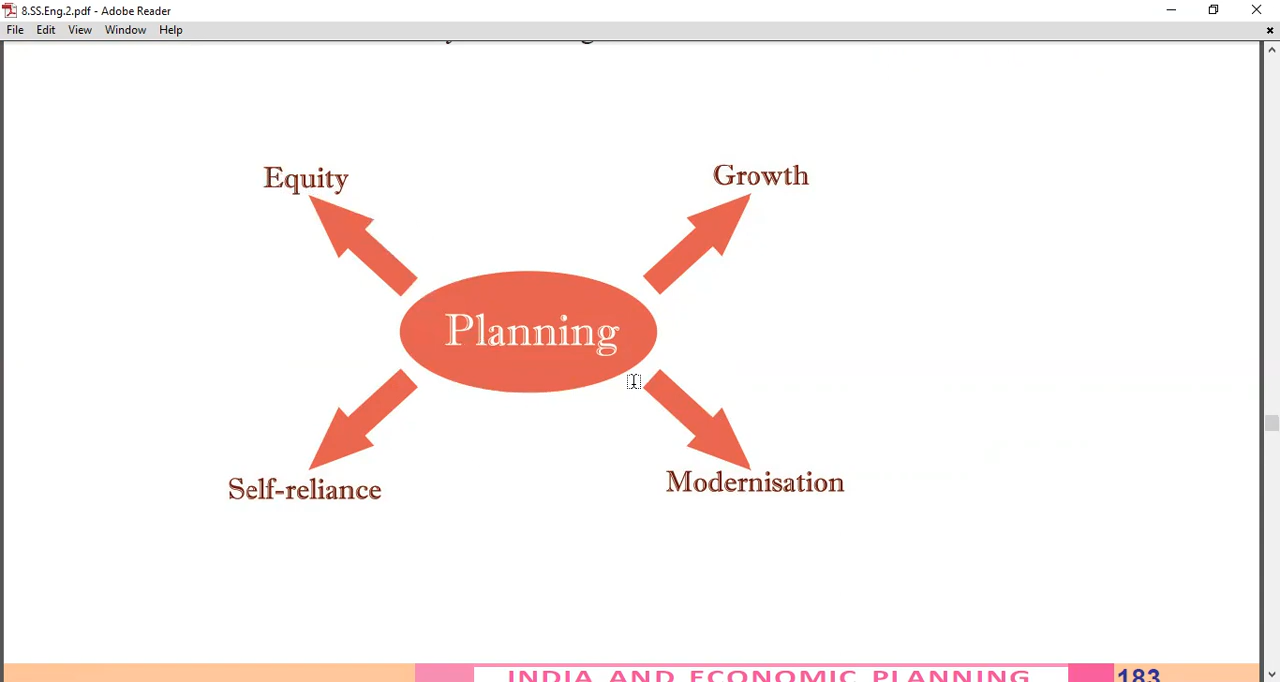 8.SS.Eng.2.pdf - Adobe Reader
File Edit View Window Help
Equity
Growth
Planning
Self-reliance
Modernisation
INDIA AND ECONOMIC PLANNING 183